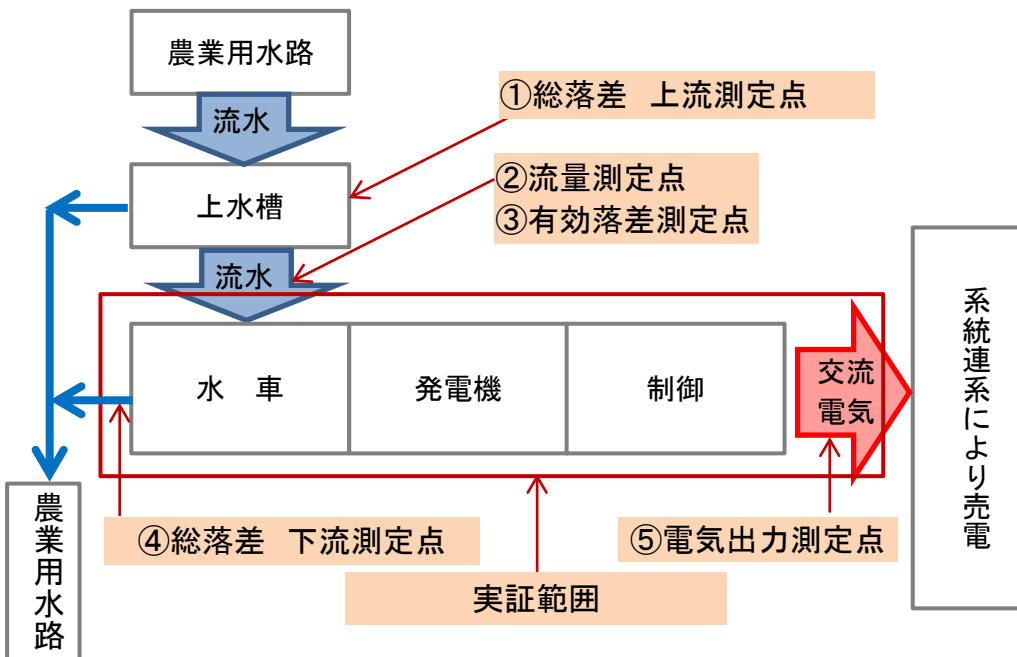 農業用水路
流水
①総落差 上流測定点
②流量測定点
③有効落差測定点
上水槽
流水
水 車
発電機
制御
交流
電気
系統連系により売電
④総落差 下流測定点
⑤電気出力測定点
実証範囲
農業用水路